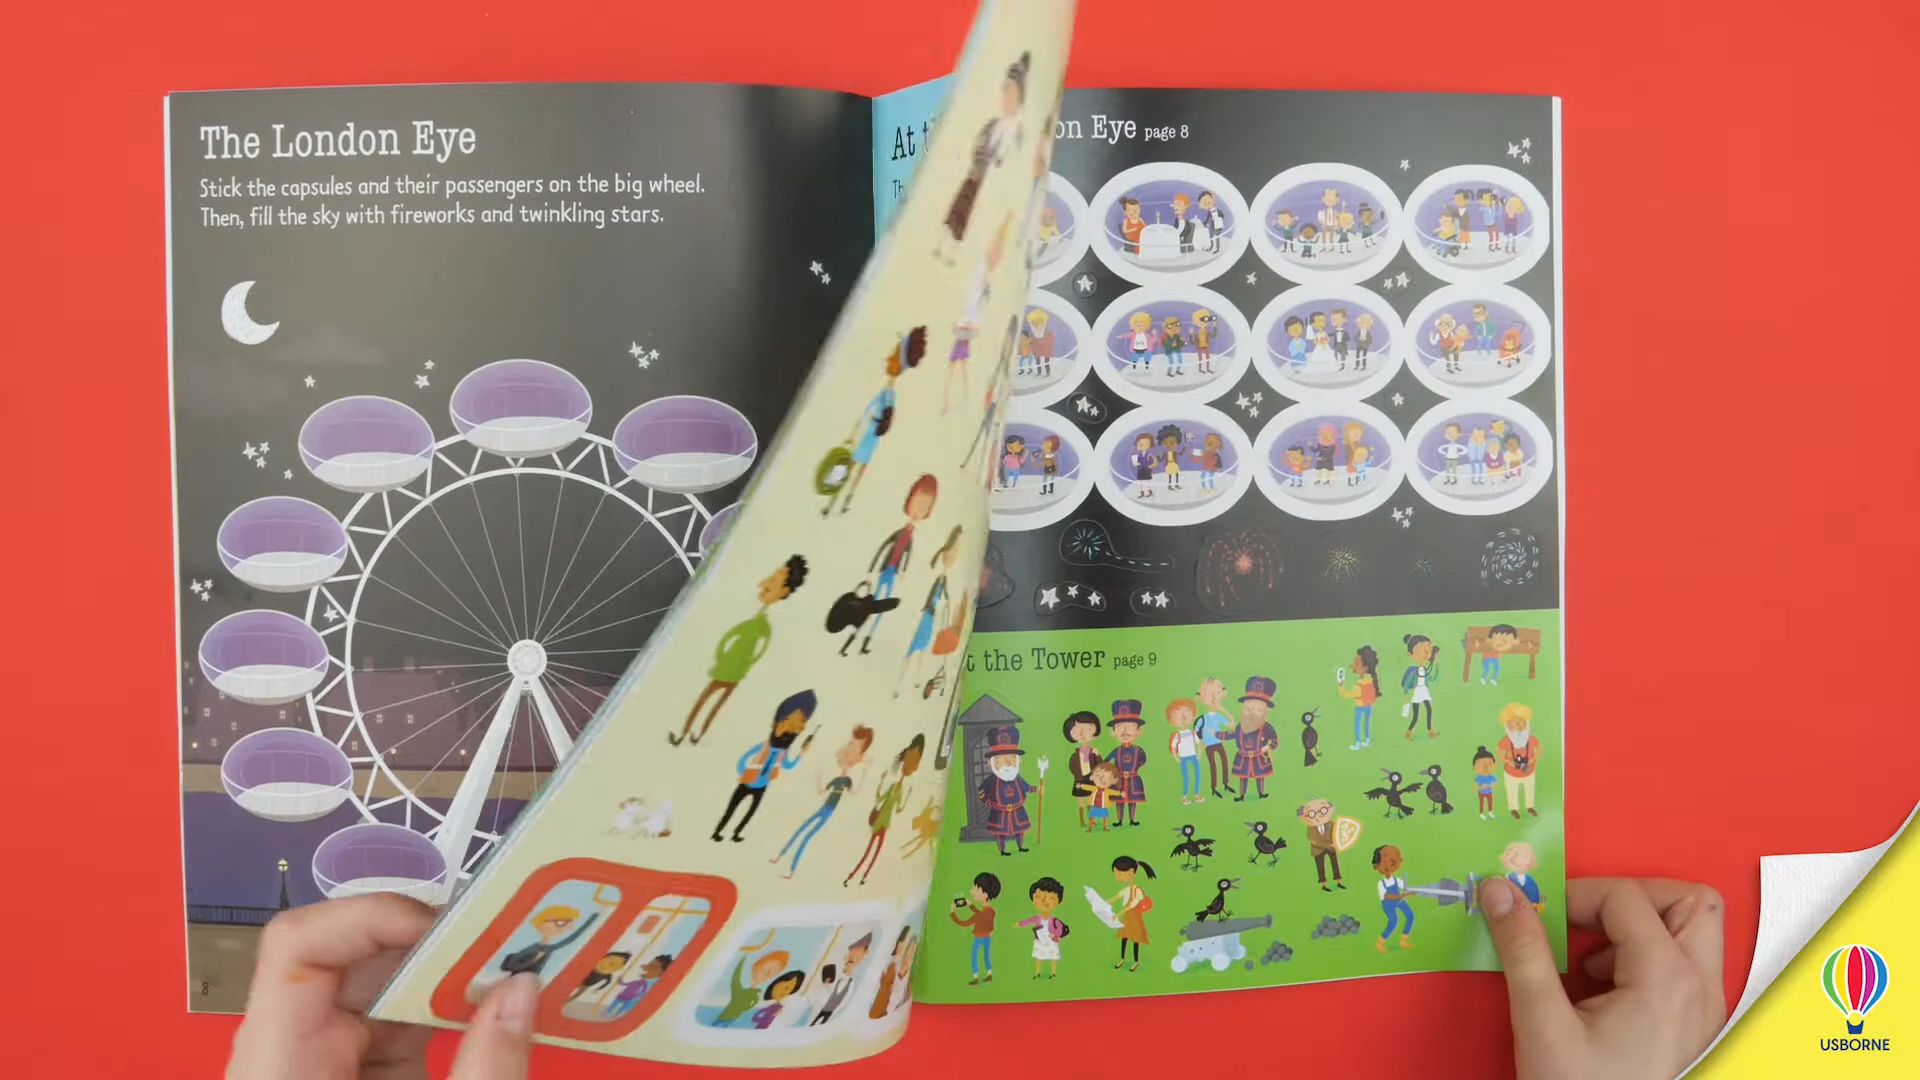 The London Eye
Stick the capsules and their passengers on the big wheel.
Then, fill the sky with fireworks and twinkling stars.
At
on Eye page 8
t the Tower page 9
8
USBORNE